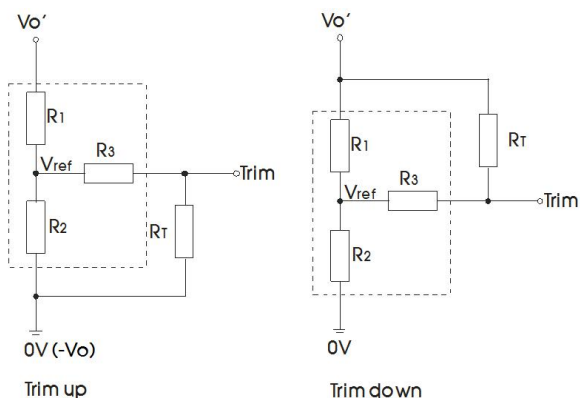 Vo'
R1
Vref
R3
Trim
R2
RT
0V (-Vo)
Trim up
Vo'
R1
RT
Vref
R3
Trim
R2
0V
Trim down